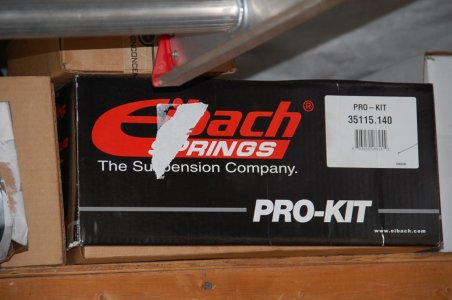 eibach®
SPRINGS
The Suspension Company.
PRO-KIT
35115.140
PRO-KIT
www.eibach.com